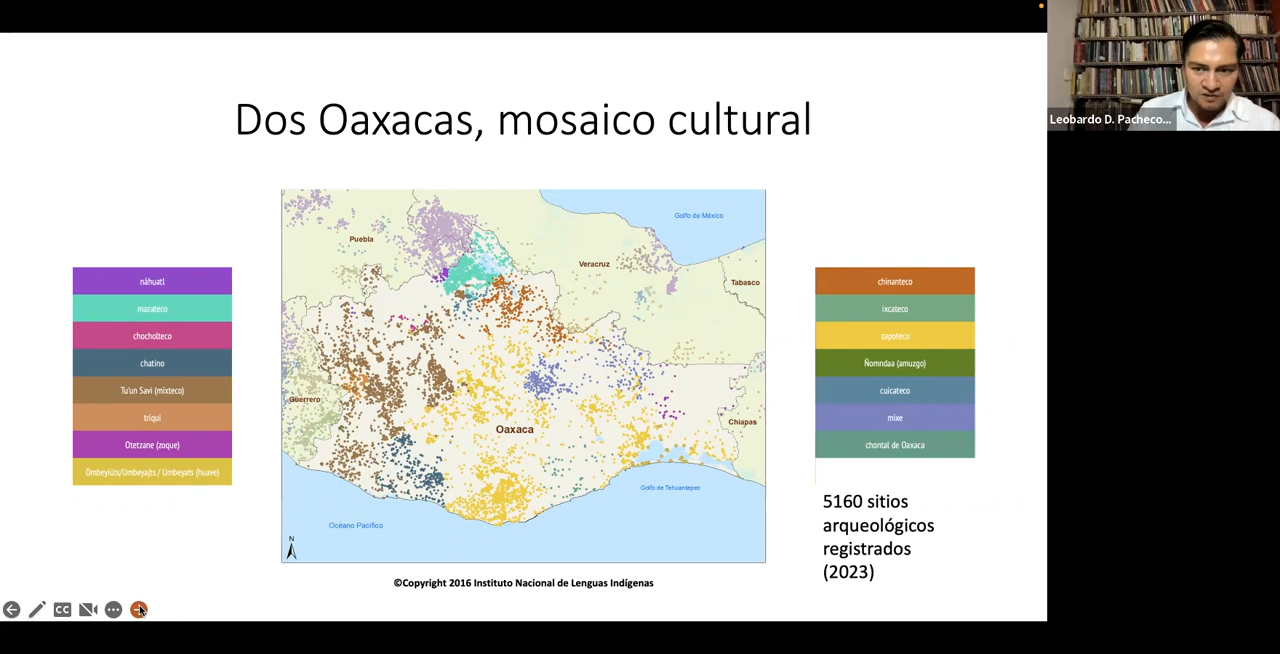 Leobardo D. Pacheco...
Dos Oaxacas, mosaico cultural
Golfo de México
Puebla
Veracruz
Tabasco
Guerrero
Oaxaca
Chiapas
Golfo de Tehuantepec
Océano Pacífico
N
náhuatl
mazateco
chocholteco
chatino
Tu'un Savi (mixteco)
triqui
Otetzane (zoque)
Ombeyiüts/Umbeyajts / Umbeyats (huave)
chinanteco
ixcateco
zapoteco
Ñomndaa (amuzgo)
cuicateco
mixe
chontal de Oaxaca
5160 sitios
arqueológicos
registrados
(2023)
©Copyright 2016 Instituto Nacional de Lenguas Indígenas
CC